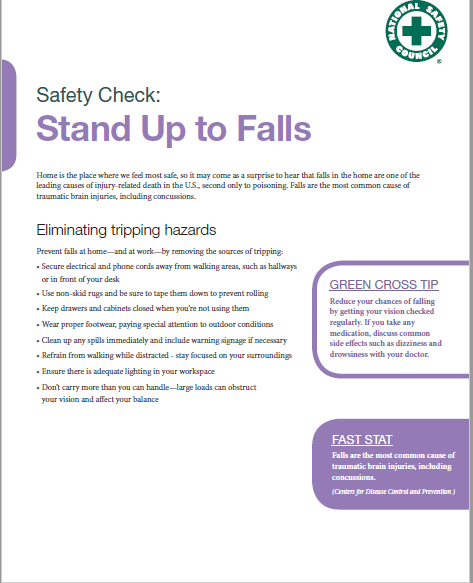 NATIONAL SAFETY
COUNCIL
®
Safety Check:
Stand Up to Falls
Home is the place where we feel most safe, so it may come as a surprise to hear that falls in the home are one of the
leading causes of injury-related death in the U.S., second only to poisoning. Falls are the most common cause of
traumatic brain injuries, including concussions.
Eliminating tripping hazards
Prevent falls at home—and at work—by removing the sources of tripping:
• Secure electrical and phone cords away from walking areas, such as hallways
or in front of your desk
• Use non-skid rugs and be sure to tape them down to prevent rolling
• Keep drawers and cabinets closed when you're not using them
• Wear proper footwear, paying special attention to outdoor conditions
• Clean up any spills immediately and include warning signage if necessary
• Refrain from walking while distracted - stay focused on your surroundings
• Ensure there is adequate lighting in your workspace
• Don't carry more than you can handle—large loads can obstruct
your vision and affect your balance
GREEN CROSS TIP
Reduce your chances of falling
by getting your vision checked
regularly. If you take any
medication, discuss common
side effects such as dizziness and
drowsiness with your doctor.
FAST STAT
Falls are the most common cause of
traumatic brain injuries, including
concussions.
(Centers for Disease Control and Prevention )